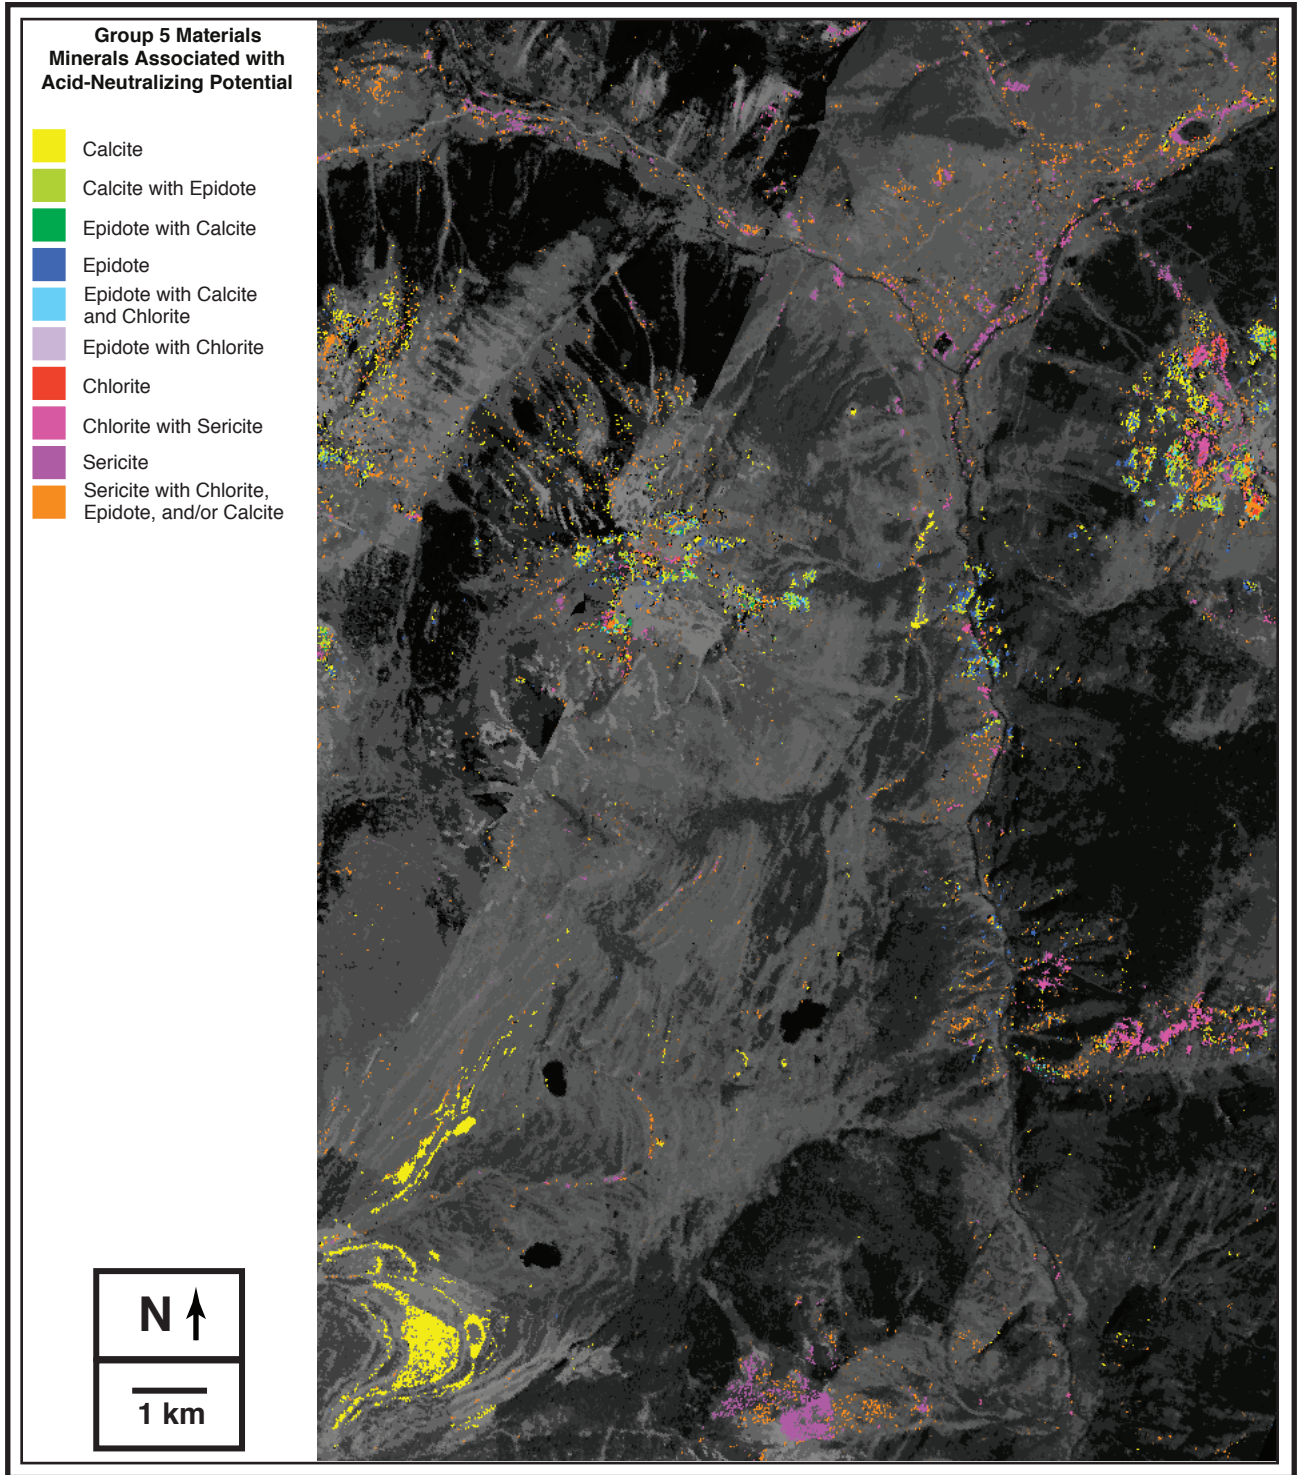 Group 5 Materials
Minerals Associated with
Acid-Neutralizing Potential
Calcite
Calcite with Epidote
Epidote with Calcite
Epidote
Epidote with Calcite
and Chlorite
Epidote with Chlorite
Chlorite
Chlorite with Sericite
Sericite
Sericite with Chlorite,
Epidote, and/or Calcite
N
1 km